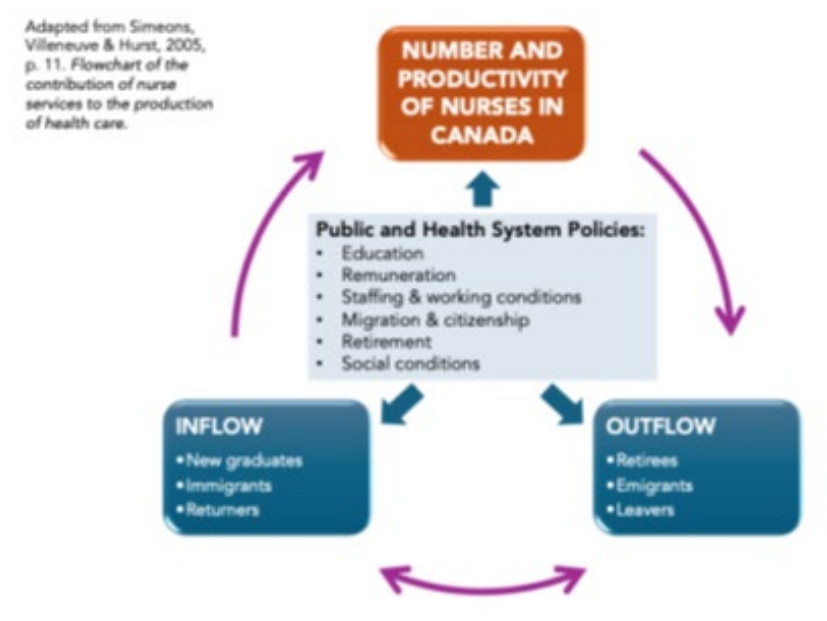 Adapted from Simeons,
Villeneuve & Hurst, 2005,
p. 11. Flowchart of the
contribution of nurse
services to the production
of health care.
NUMBER AND
PRODUCTIVITY
OF NURSES IN
CANADA
Public and Health System Policies:
• Education
• Remuneration
• Staffing & working conditions
• Migration & citizenship
• Retirement
• Social conditions
INFLOW
• New graduates
• Immigrants
• Returners
OUTFLOW
• Retirees
• Emigrants
• Leavers